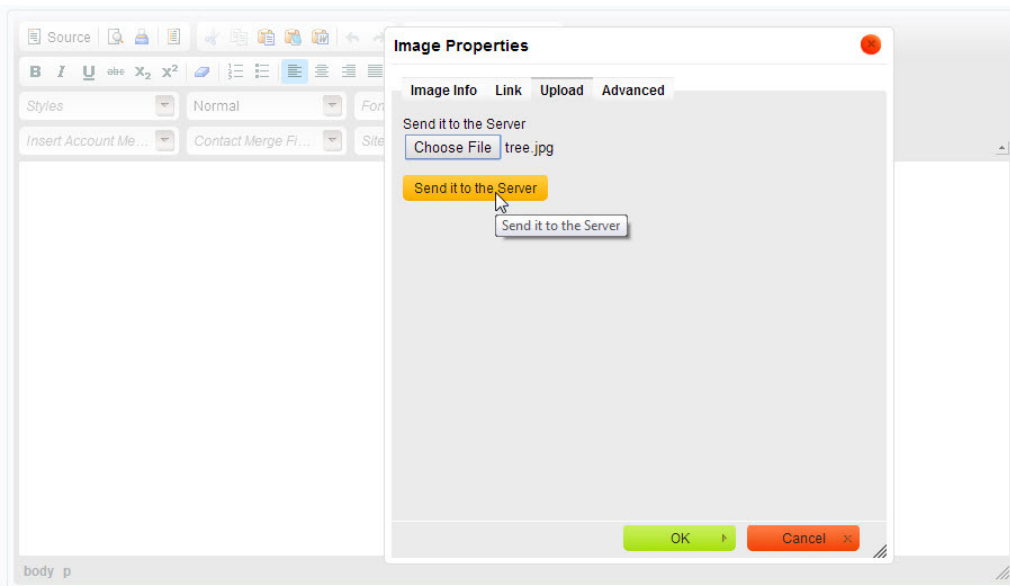 Source
B I U abc X₂ X²
Styles
Normal
Fon
Insert Account Me...
Contact Merge Fi...
Site
Image Properties
Image Info Link Upload Advanced
Send it to the Server
Choose File tree.jpg
Send it to the Server
Send it to the Server
OK
Cancel
body p